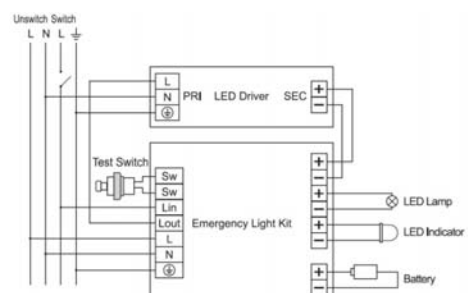 Unswitch Switch
L N L ⏚
L
N PRI LED Driver SEC + −
⏚
Test Switch
Sw
Sw
Lin
Lout Emergency Light Kit
L
N
⏚
+
−
+
− LED Lamp
+
− LED Indicator
+
− Battery